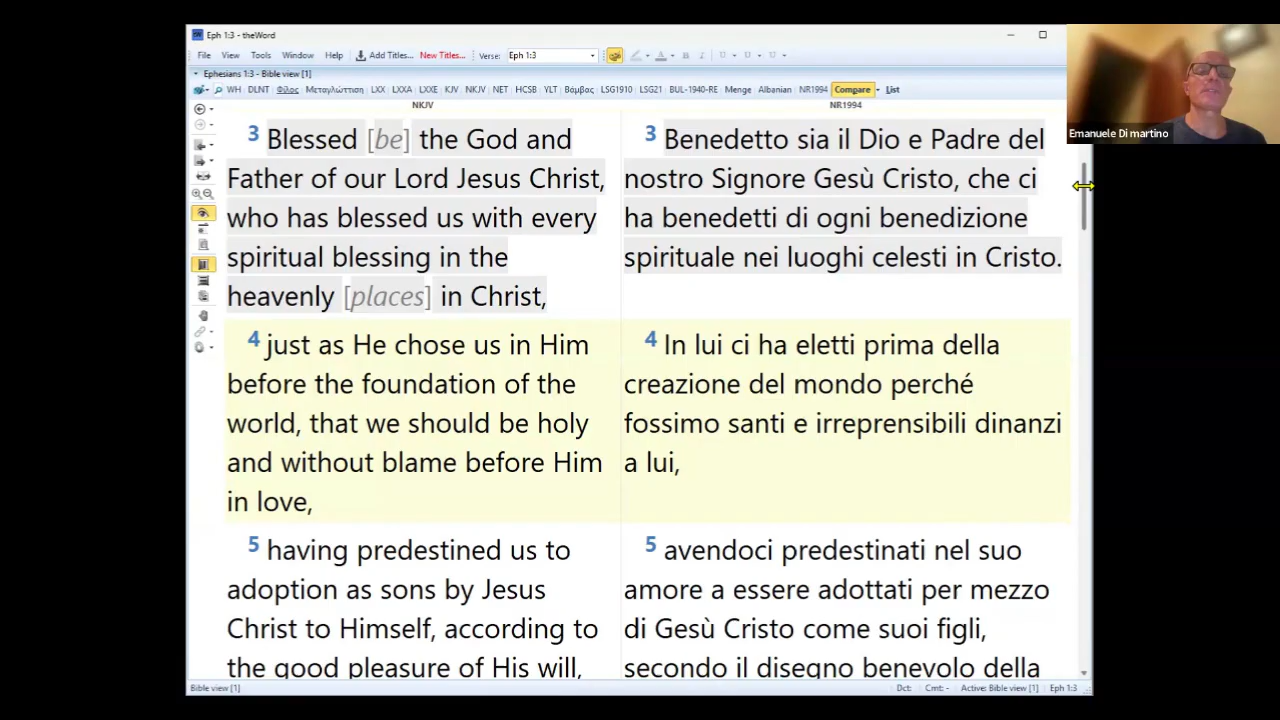 Eph 1:3 - theWord
File View Tools Window Help Add Titles... New Titles... Verse: Eph 1:3
Ephesians 1:3 - Bible view [1]
WH DLNT Φίλος Μεταγλώττιση LXX LXXA LXXE KJV NKJV NET HCSB YLT Βαμβας LSG1910 LSG21 BUL-1940-RE Menge Albanian NR1994 Compare List
NKJV
3 Blessed [be] the God and
Father of our Lord Jesus Christ,
who has blessed us with every
spiritual blessing in the
heavenly [places] in Christ,
4 just as He chose us in Him
before the foundation of the
world, that we should be holy
and without blame before Him
in love,
5 having predestined us to
adoption as sons by Jesus
Christ to Himself, according to
the good pleasure of His will,
NR1994
3 Benedetto sia il Dio e Padre del
nostro Signore Gesù Cristo, che ci
ha benedetti di ogni benedizione
spirituale nei luoghi celesti in Cristo.
4 In lui ci ha eletti prima della
creazione del mondo perché
fossimo santi e irreprensibili dinanzi
a lui,
5 avendoci predestinati nel suo
amore a essere adottati per mezzo
di Gesù Cristo come suoi figli,
secondo il disegno benevolo della
Emanuele Di martino
Bible view [1] Dct: Cmt: - Active: Bible view [1] Eph 1:3